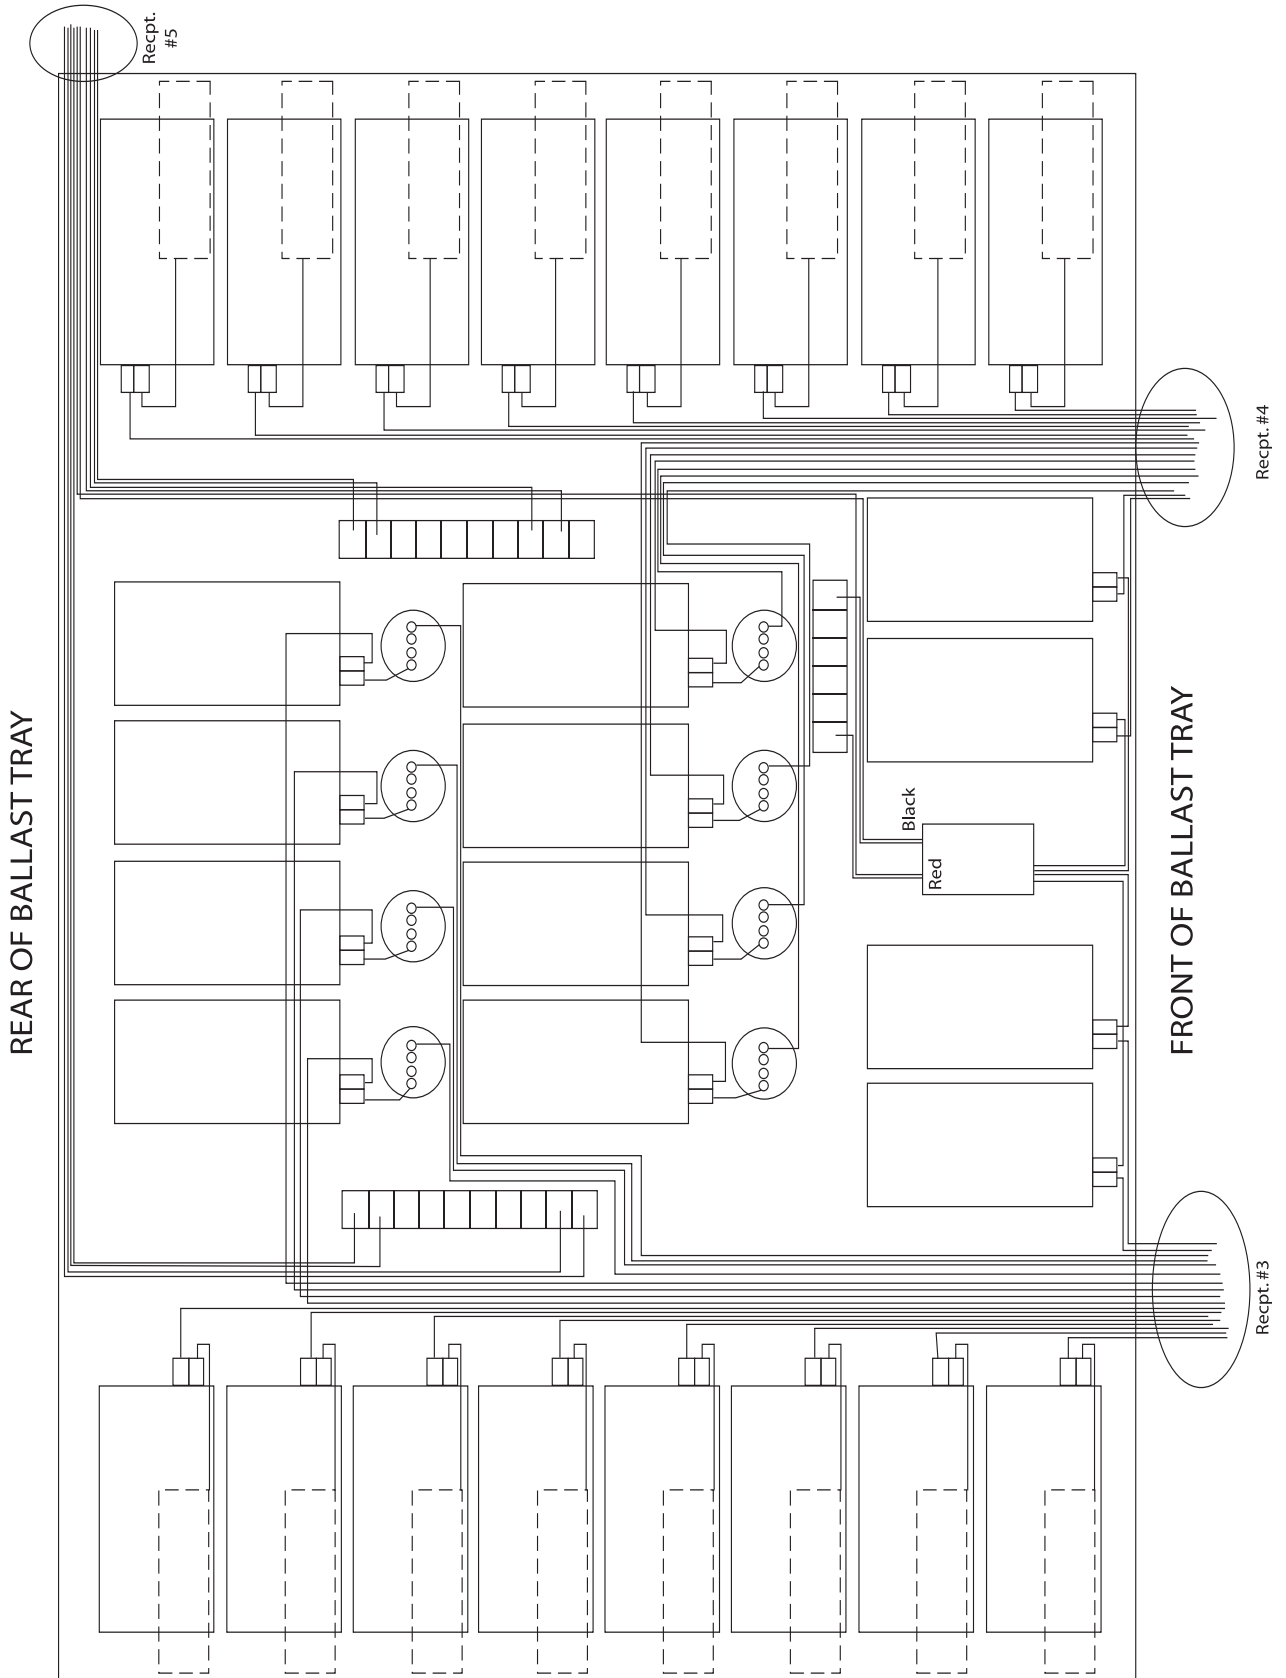 REAR OF BALLAST TRAY
Recpt.
#5
Recpt. #4
Black
Red
FRONT OF BALLAST TRAY
Recpt. #3